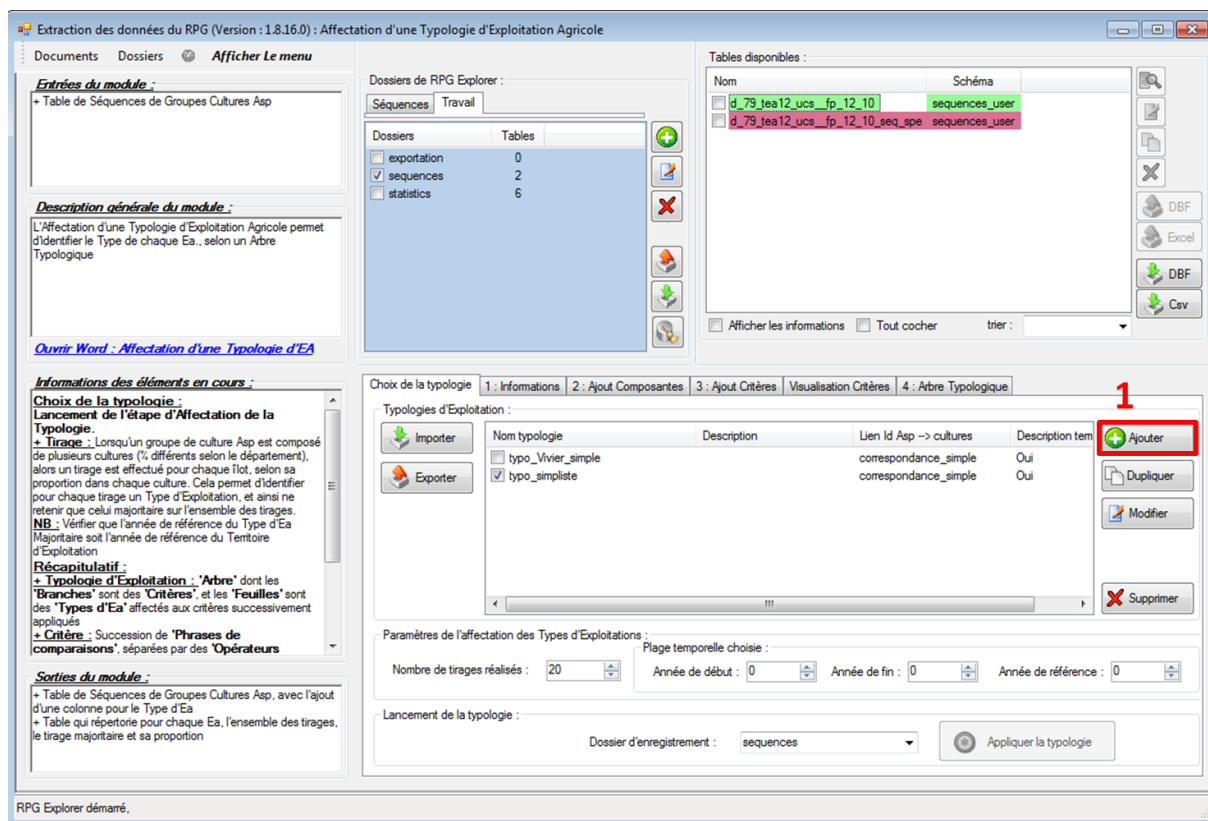 Extraction des données du RPG (Version : 1.8.16.0) : Affectation d'une Typologie d'Exploitation Agricole
Documents Dossiers Afficher Le menu
Entrées du module :
+ Table de Séquences de Groupes Cultures Asp
Description générale du module :
L'Affectation d'une Typologie d'Exploitation Agricole permet
d'identifier le Type de chaque Ea., selon un Arbre
Typologique
Ouvrir Word : Affectation d'une Typologie d'EA
Dossiers de RPG Explorer :
Séquences Travail
Dossiers Tables
exportation 0
sequences 2
statistics 6
Tables disponibles :
Nom Schéma
d_79_tea12_ucs__fp_12_10 sequences_user
d_79_tea12_ucs__fp_12_10_seq_spe sequences_user
DBF
Excel
DBF
Csv
Afficher les informations Tout cocher trier :
Informations des éléments en cours :
Choix de la typologie :
Lancement de l'étape d'Affectation de la
Typologie.
+ Tirage : Lorsqu'un groupe de culture Asp est composé
de plusieurs cultures (% différents selon le département),
alors un tirage est effectué pour chaque îlot, selon sa
proportion dans chaque culture. Cela permet d'identifier
pour chaque tirage un Type d'Exploitation, et ainsi ne
retenir que celui majoritaire sur l'ensemble des tirages.
NB : Vérifier que l'année de référence du Type d'Ea
Majoritaire soit l'année de référence du Territoire
d'Exploitation
Récapitulatif :
+ Typologie d'Exploitation : 'Arbre' dont les
'Branches' sont des 'Critères', et les 'Feuilles' sont
des 'Types d'Ea' affectés aux critères successivement
appliqués
+ Critère : Succession de 'Phrases de
comparaisons', séparées par des 'Opérateurs
Sorties du module :
+ Table de Séquences de Groupes Cultures Asp, avec l'ajout
d'une colonne pour le Type d'Ea
+ Table qui répertorie pour chaque Ea, l'ensemble des tirages,
le tirage majoritaire et sa proportion
Choix de la typologie 1 : Informations 2 : Ajout Composantes 3 : Ajout Critères Visualisation Critères 4 : Arbre Typologique
1
Typologies d'Exploitation :
Importer
Exporter
Nom typologie Description Lien Id Asp --> cultures Description tem
typo_Vivier_simple correspondance_simple Oui
typo_simpliste correspondance_simple Oui
Ajouter
Dupliquer
Modifier
Supprimer
Paramètres de l'affectation des Types d'Exploitations :
Plage temporelle choisie :
Nombre de tirages réalisés : 20 Année de début : 0 Année de fin : 0 Année de référence : 0
Lancement de la typologie :
Dossier d'enregistrement : sequences Appliquer la typologie
RPG Explorer démarré,